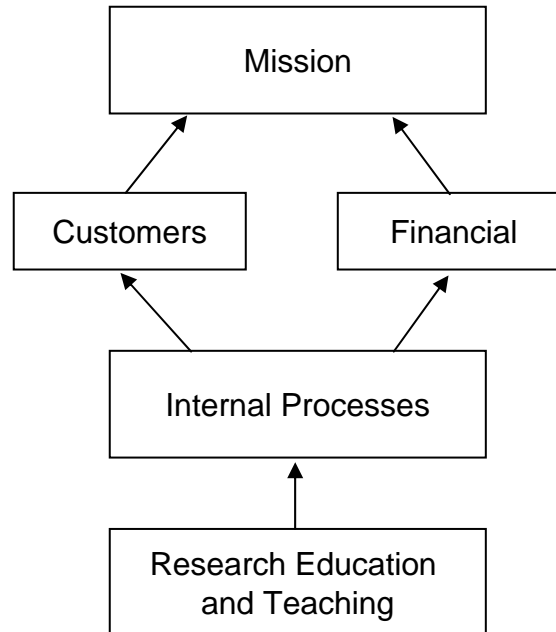 Mission
Customers
Financial
Internal Processes
Research Education
and Teaching